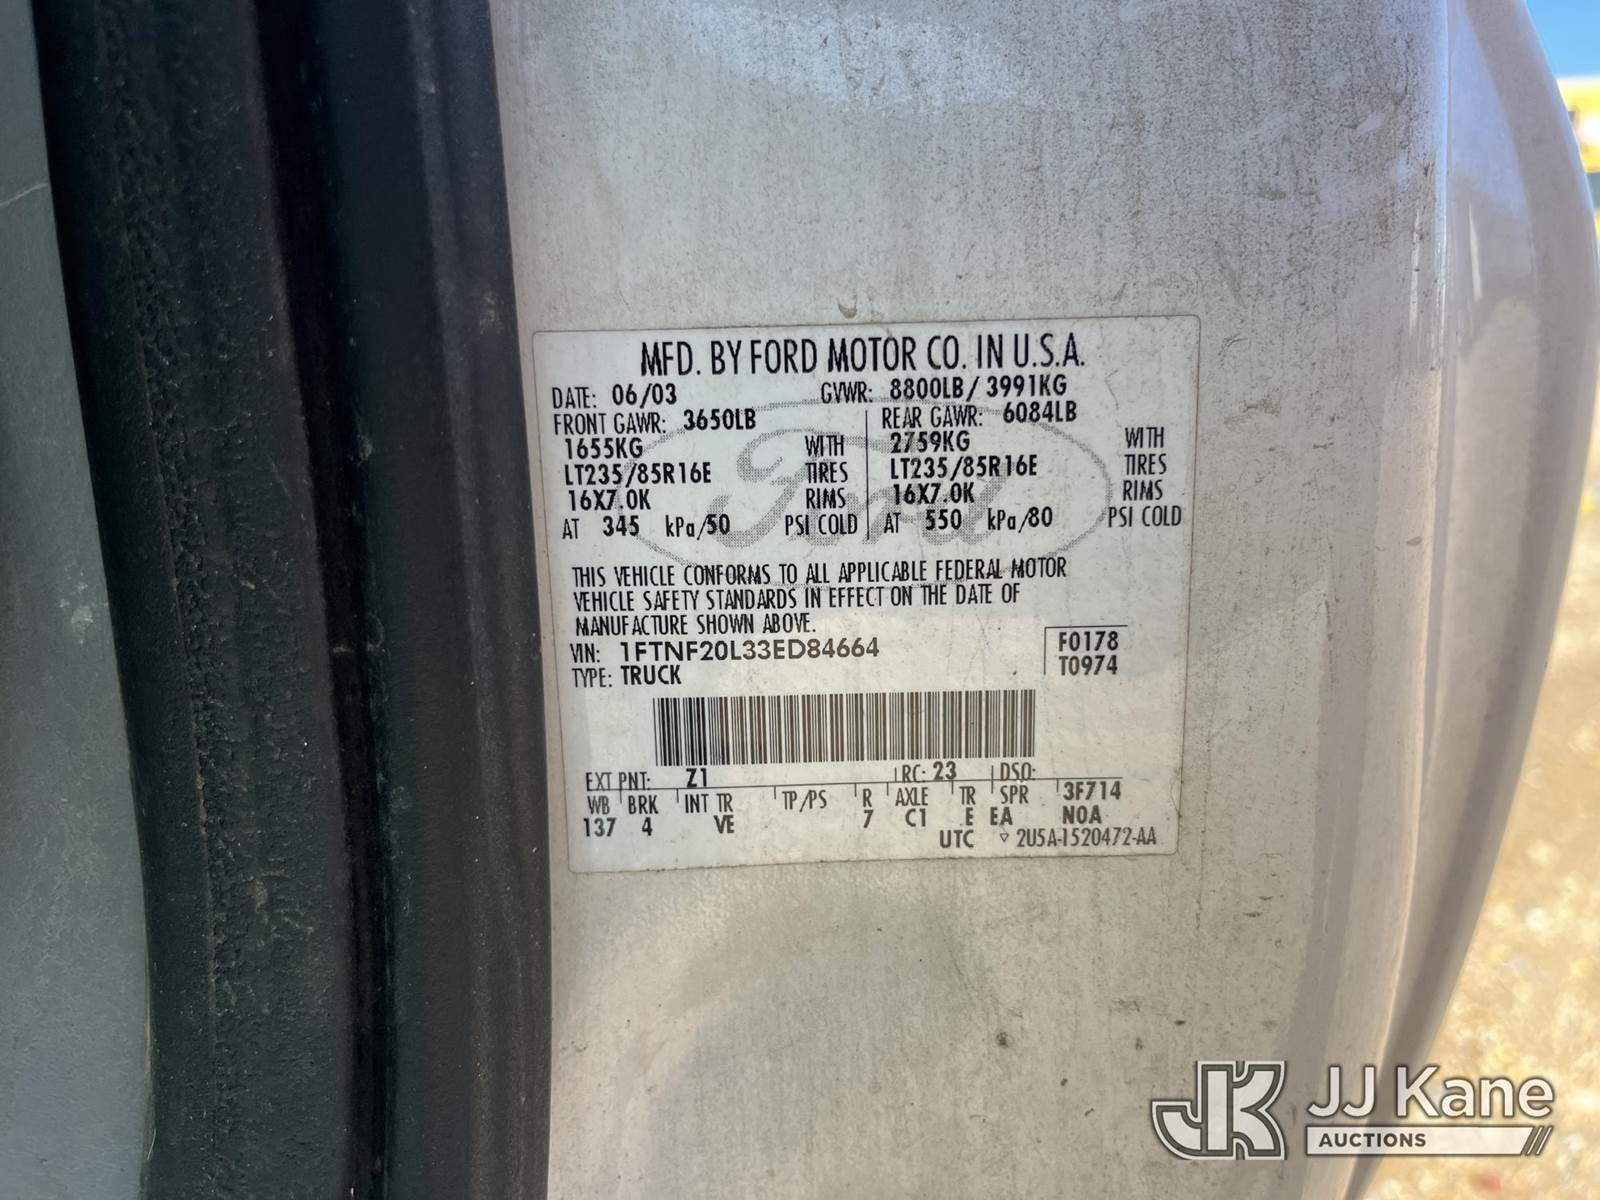 MFD. BY FORD MOTOR CO. IN U.S.A.
DATE: 06/03 GVWR: 8800LB/ 3991KG
FRONT GAWR: 3650LB REAR GAWR: 6084LB
1655KG WITH 2759KG WITH
LT235/85R16E TIRES LT235/85R16E TIRES
16X7.0K RIMS 16X7.0K RIMS
AT 345 kPa/50 PSI COLD AT 550 kPa/80 PSI COLD
Ford
THIS VEHICLE CONFORMS TO ALL APPLICABLE FEDERAL MOTOR
VEHICLE SAFETY STANDARDS IN EFFECT ON THE DATE OF
MANUFACTURE SHOWN ABOVE.
VIN: 1FTNF20L33ED84664 F0178
TYPE: TRUCK T0974
EXT PNT: Z1 RC: 23 DSO:
WB BRK INT TR TP/PS R AXLE TR SPR 3F714
137 4 VE 7 C1 E EA NOA
UTC ▽ 2U5A-1520472-AA
JK JJ Kane
AUCTIONS